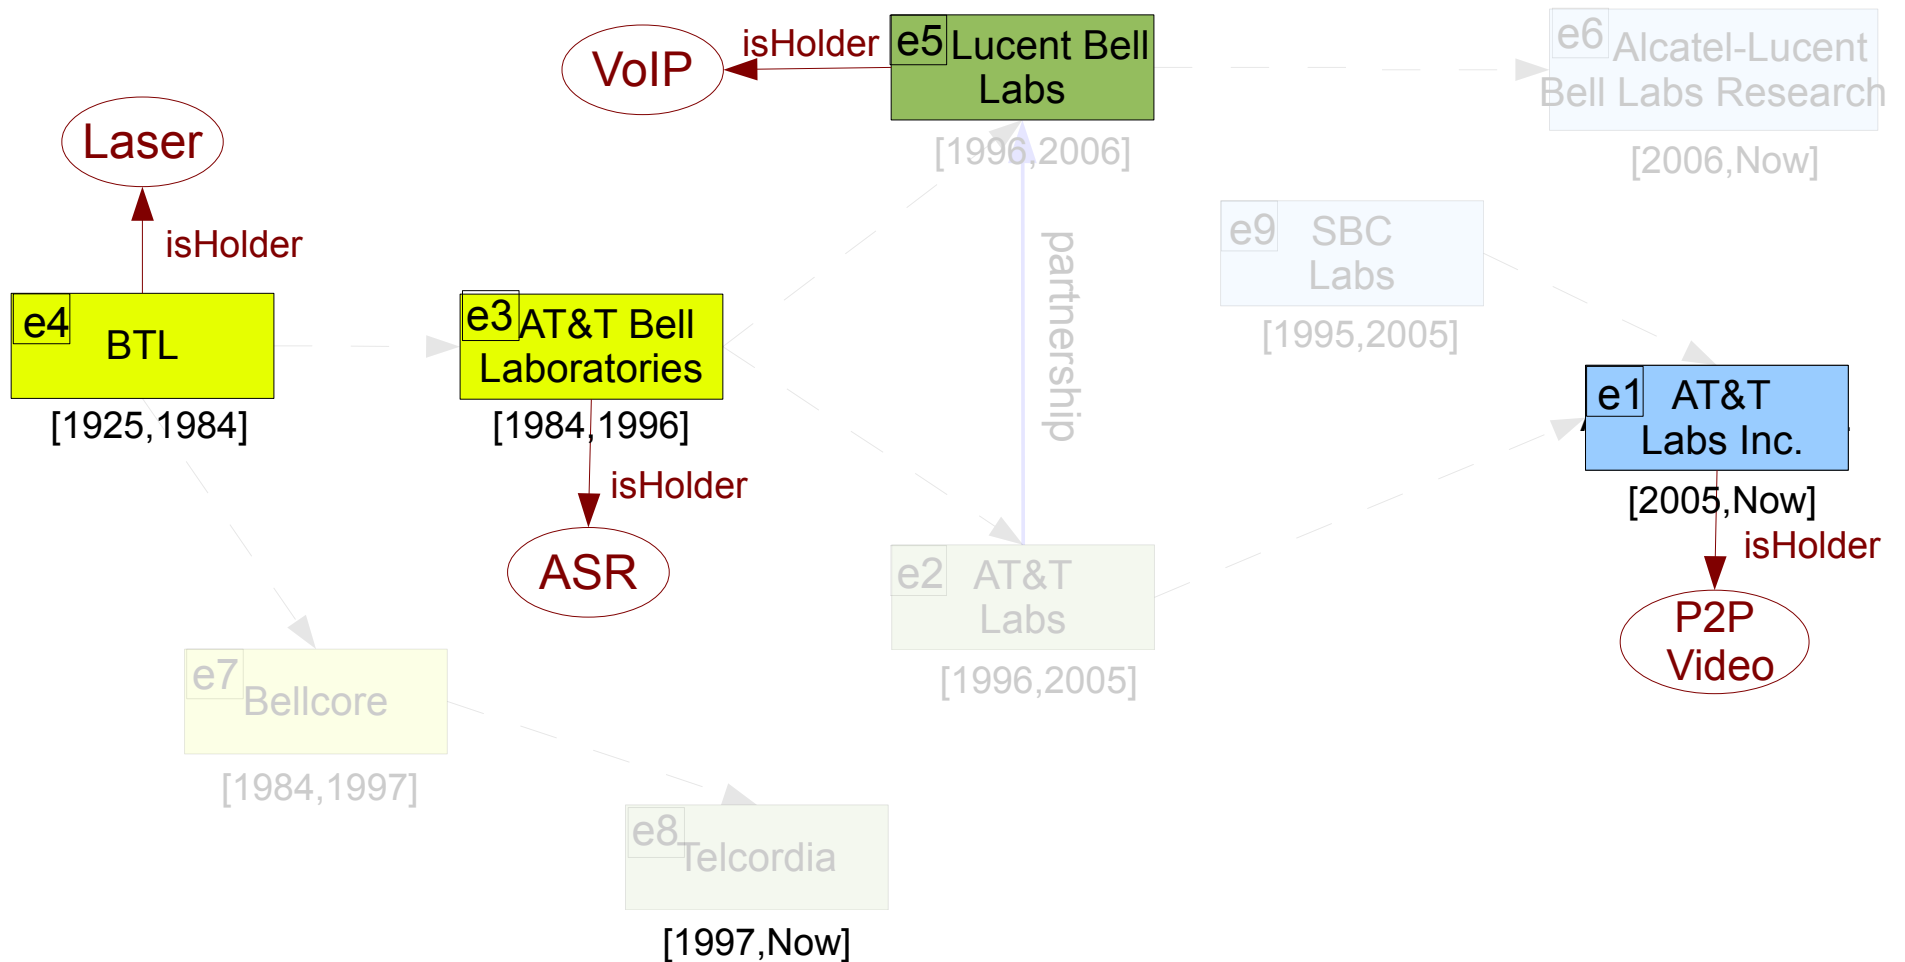 VoIP
isHolder
e5
Lucent Bell
Labs
[1996,2006]
e6
Alcatel-Lucent
Bell Labs Research
[2006,Now]
Laser
isHolder
e4
BTL
[1925,1984]
e3
AT&T Bell
Laboratories
[1984,1996]
isHolder
ASR
partnership
e9
SBC
Labs
[1995,2005]
e1
AT&T
Labs Inc.
[2005,Now]
isHolder
P2P
Video
e2
AT&T
Labs
[1996,2005]
e7
Bellcore
[1984,1997]
e8
Telcordia
[1997,Now]